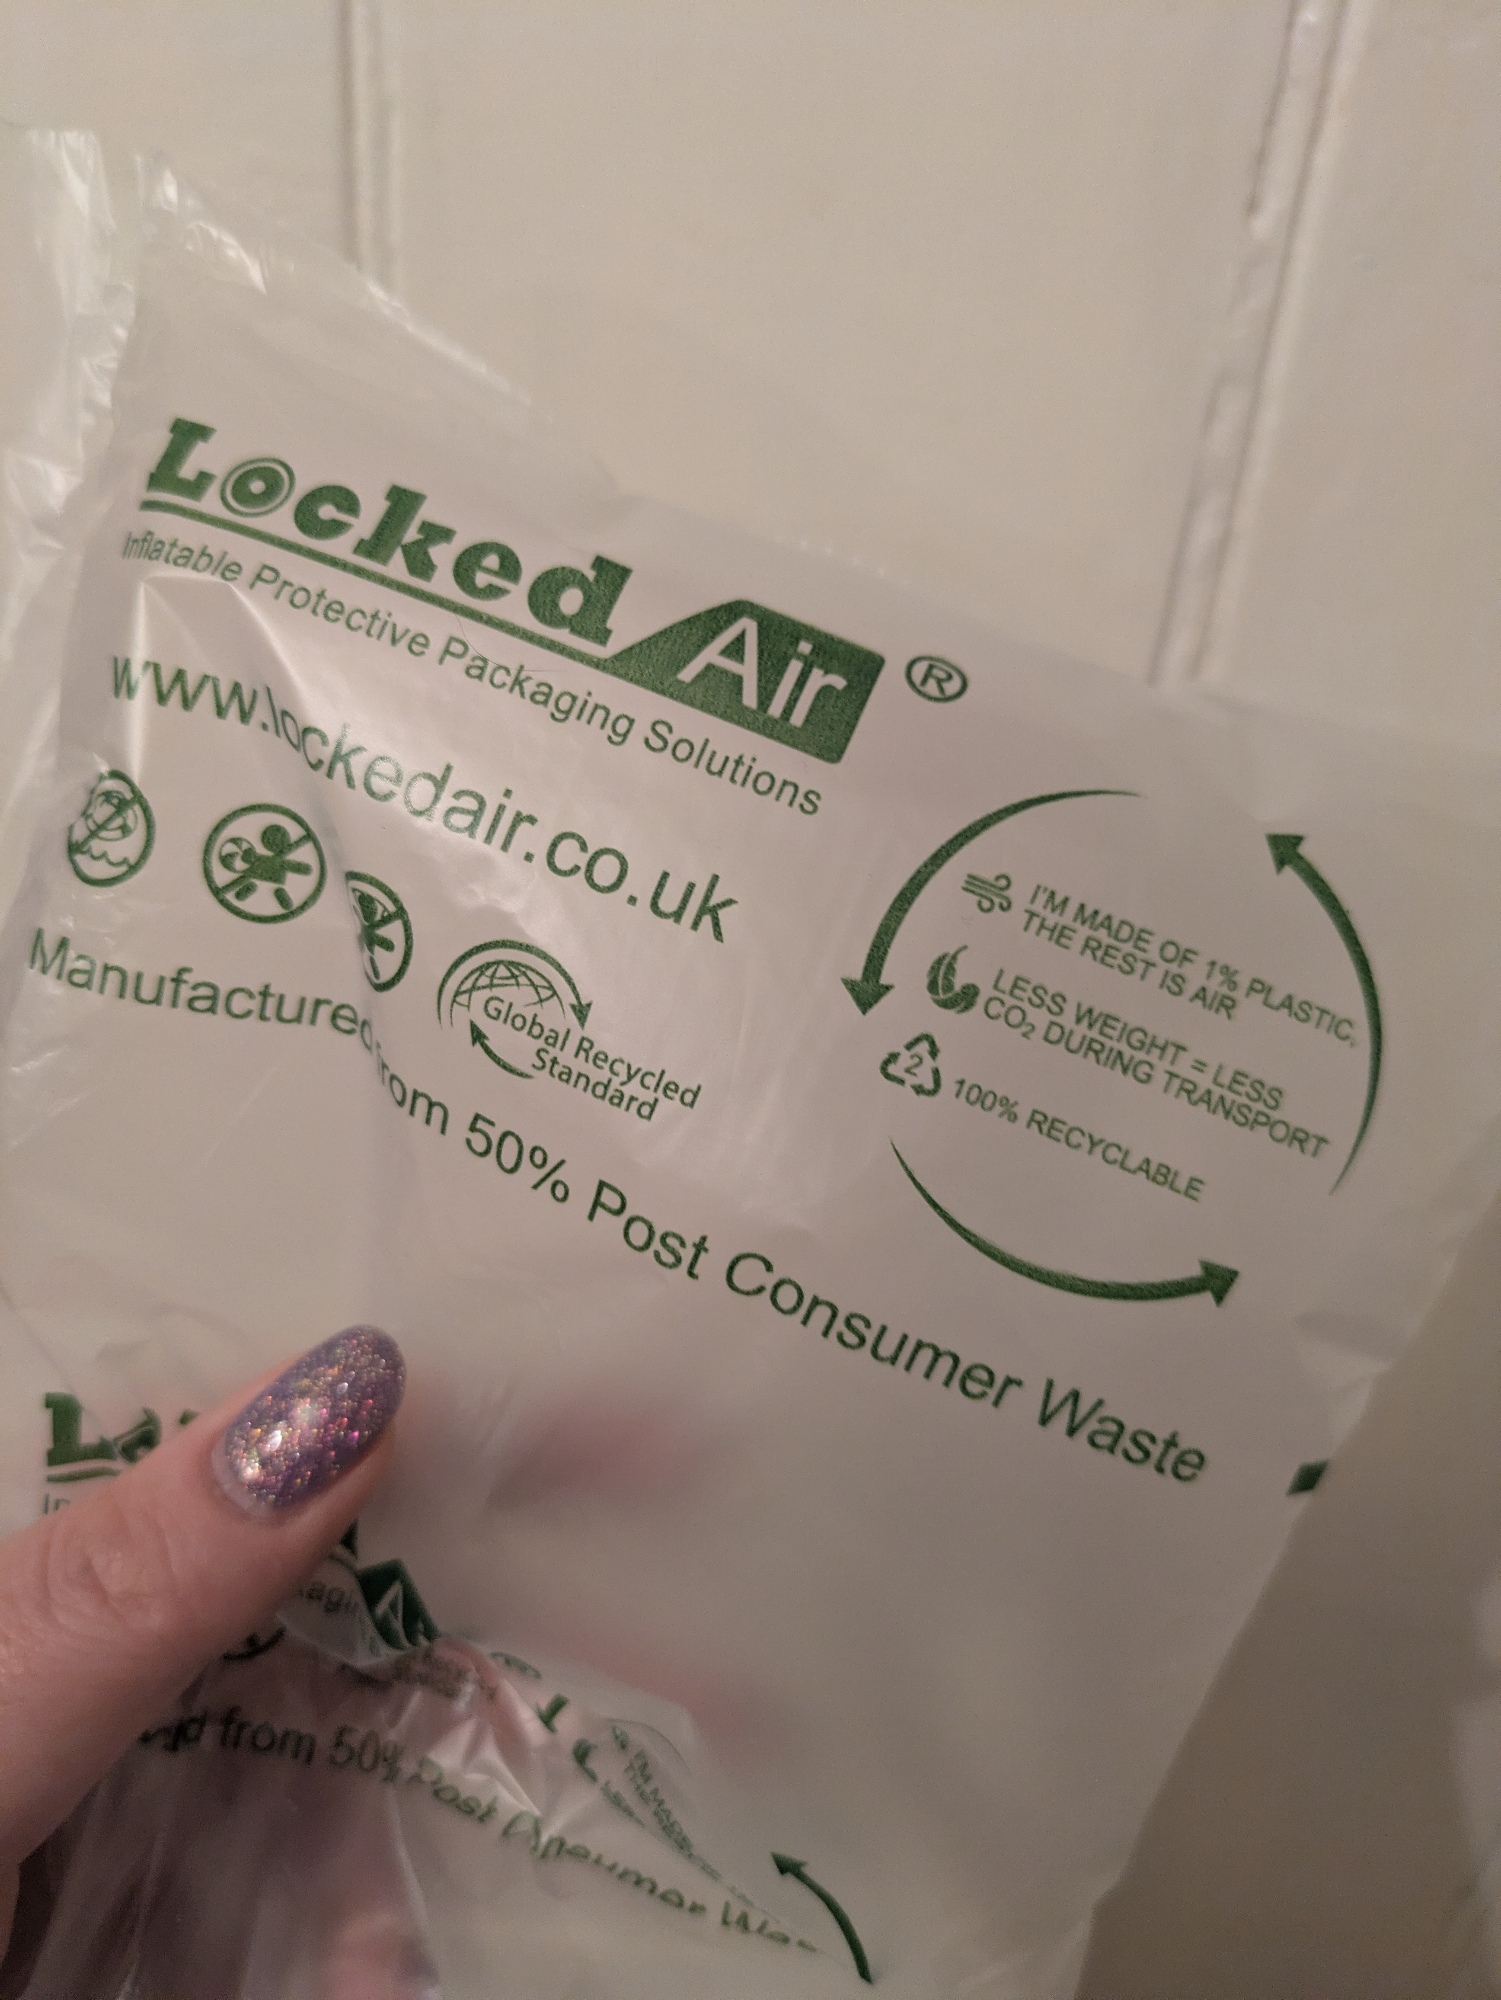 Locked Air ®
Inflatable Protective Packaging Solutions
www.lockedair.co.uk
Global Recycled
Standard
Manufactured from 50% Post Consumer Waste
I'M MADE OF 1% PLASTIC,
THE REST IS AIR
LESS WEIGHT = LESS
CO₂ DURING TRANSPORT
2
100% RECYCLABLE
from 50% Post